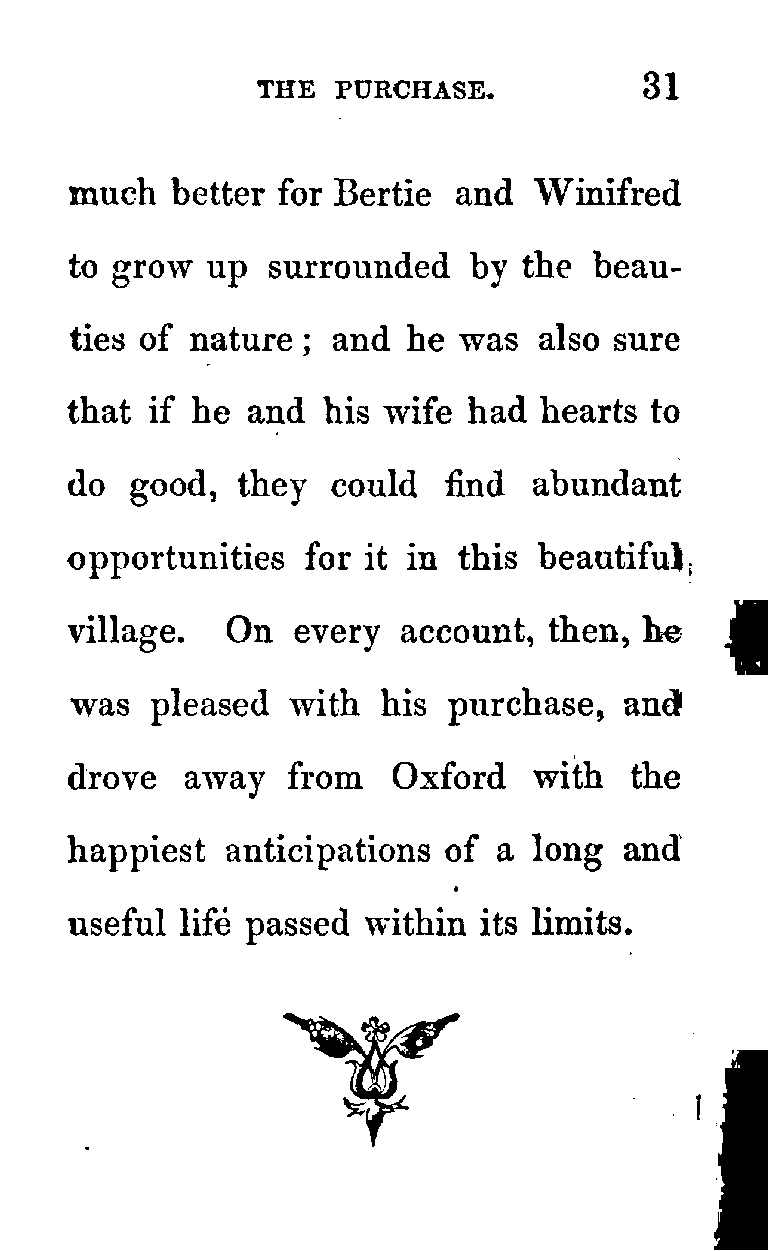 THE PURCHASE. 31
much better for Bertie and Winifred
to grow up surrounded by the beau-
ties of nature; and he was also sure
that if he and his wife had hearts to
do good, they could find abundant
opportunities for it in this beautiful
village. On every account, then, he
was pleased with his purchase, and
drove away from Oxford with the
happiest anticipations of a long and
useful life passed within its limits.